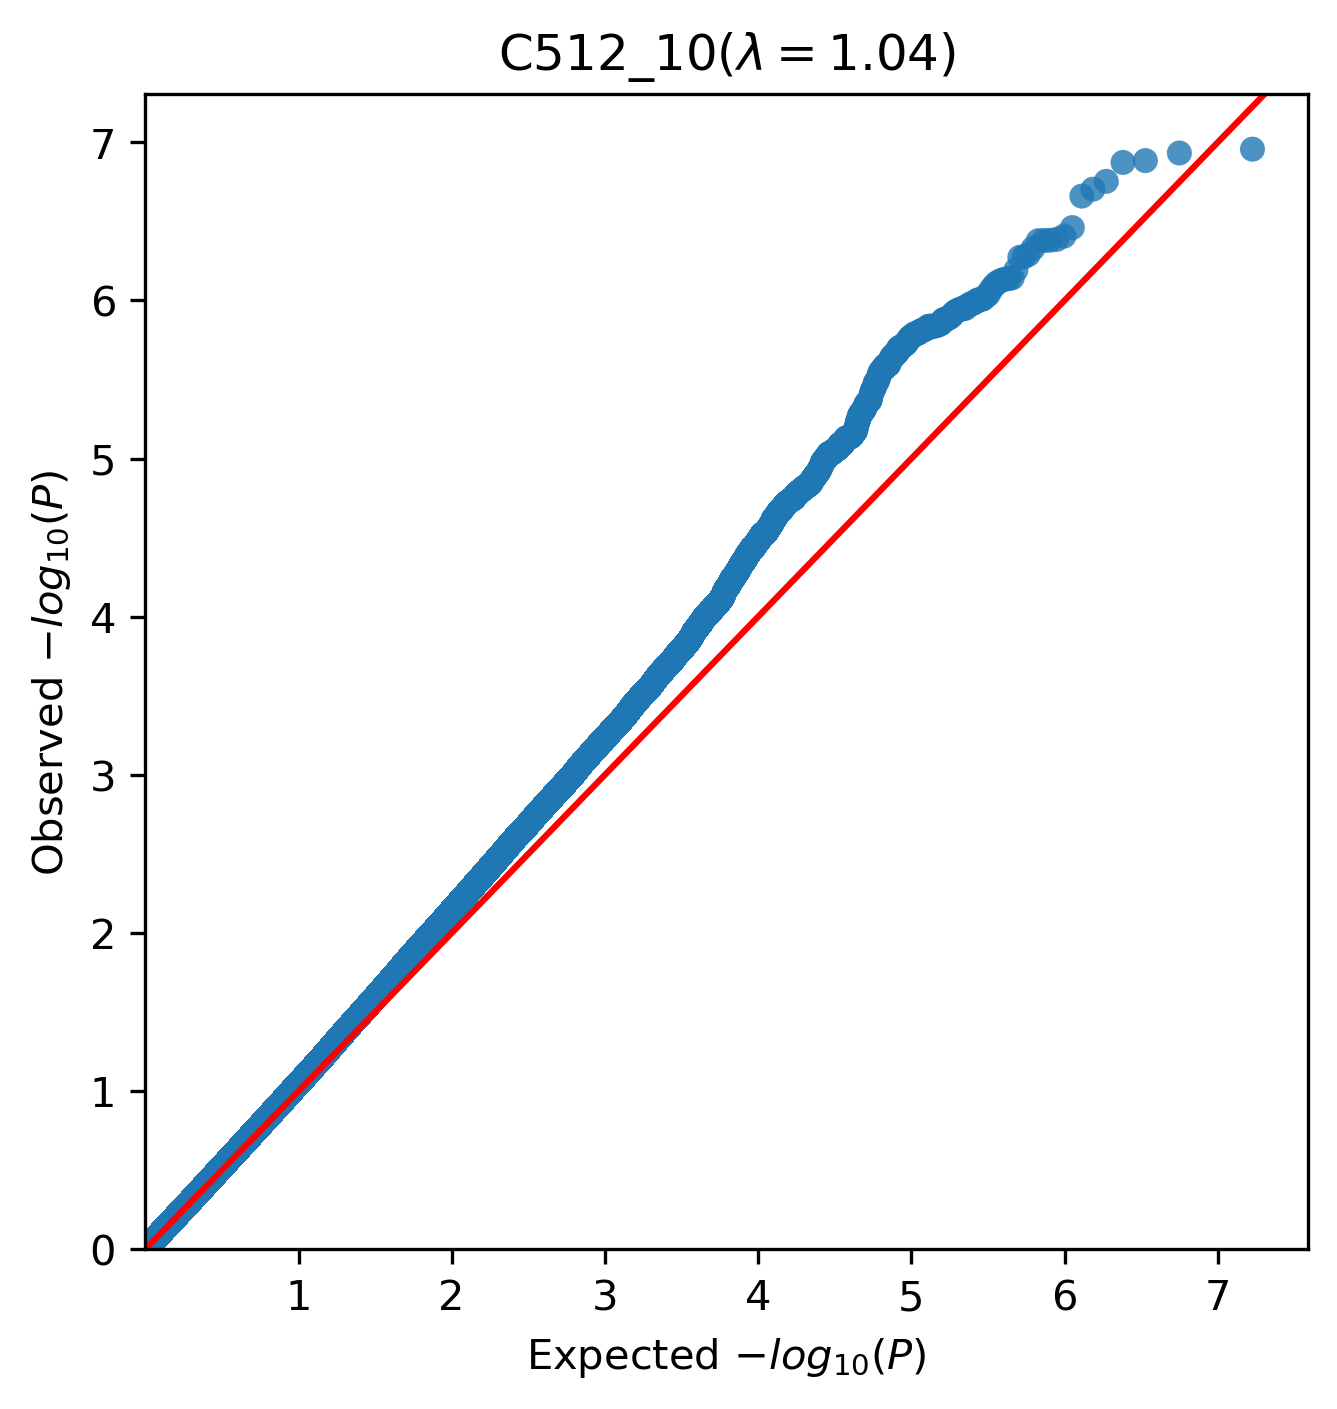 C512_10(λ = 1.04)
7
6
5
4
3
2
1
0
Observed −log₁₀(P)
1 2 3 4 5 6 7
Expected −log₁₀(P)